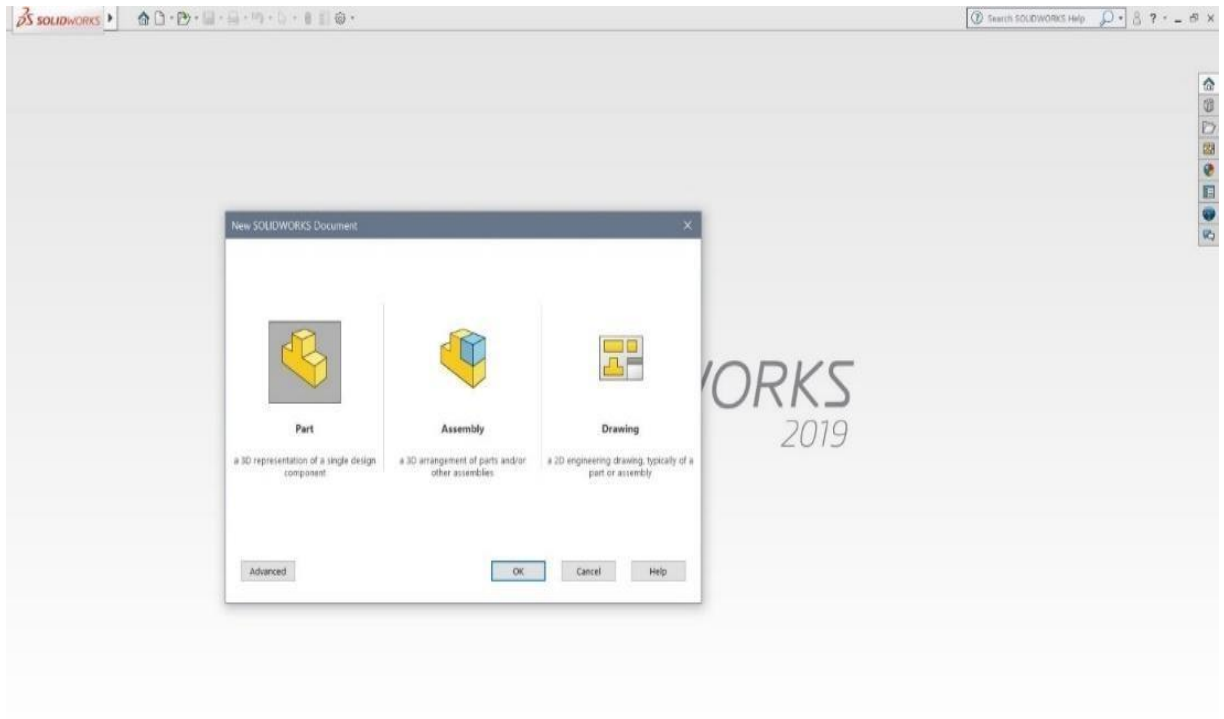 SOLIDWORKS
Search SOLIDWORKS Help
New SOLIDWORKS Document
Part
a 3D representation of a single design
component
Assembly
a 3D arrangement of parts and/or
other assemblies
Drawing
a 2D engineering drawing, typically of a
part or assembly
ORKS
2019
Advanced
OK
Cancel
Help